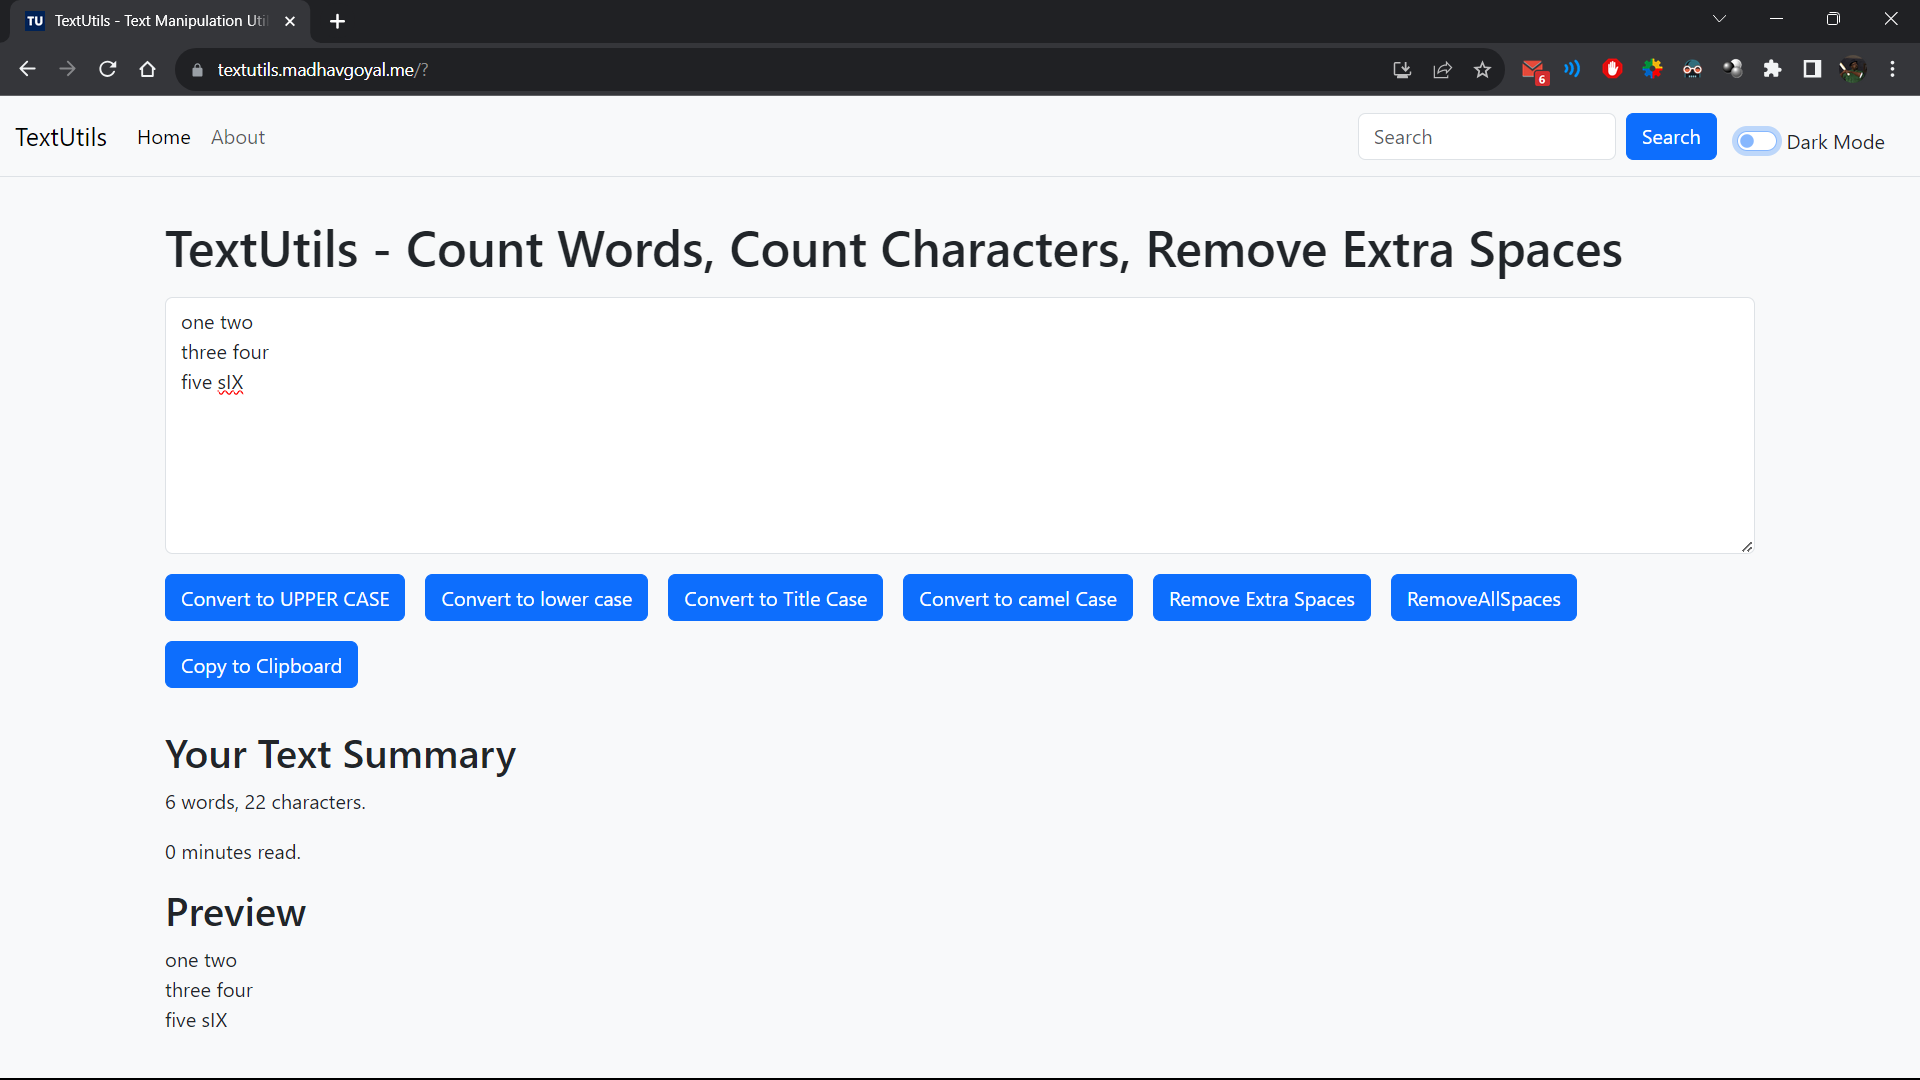 TU TextUtils - Text Manipulation Uti
textutils.madhavgoyal.me/?
6
TextUtils Home About Search Search Dark Mode
TextUtils - Count Words, Count Characters, Remove Extra Spaces
one two
three four
five sIX
Convert to UPPER CASE Convert to lower case Convert to Title Case Convert to camel Case Remove Extra Spaces RemoveAllSpaces
Copy to Clipboard
Your Text Summary
6 words, 22 characters.
0 minutes read.
Preview
one two
three four
five sIX